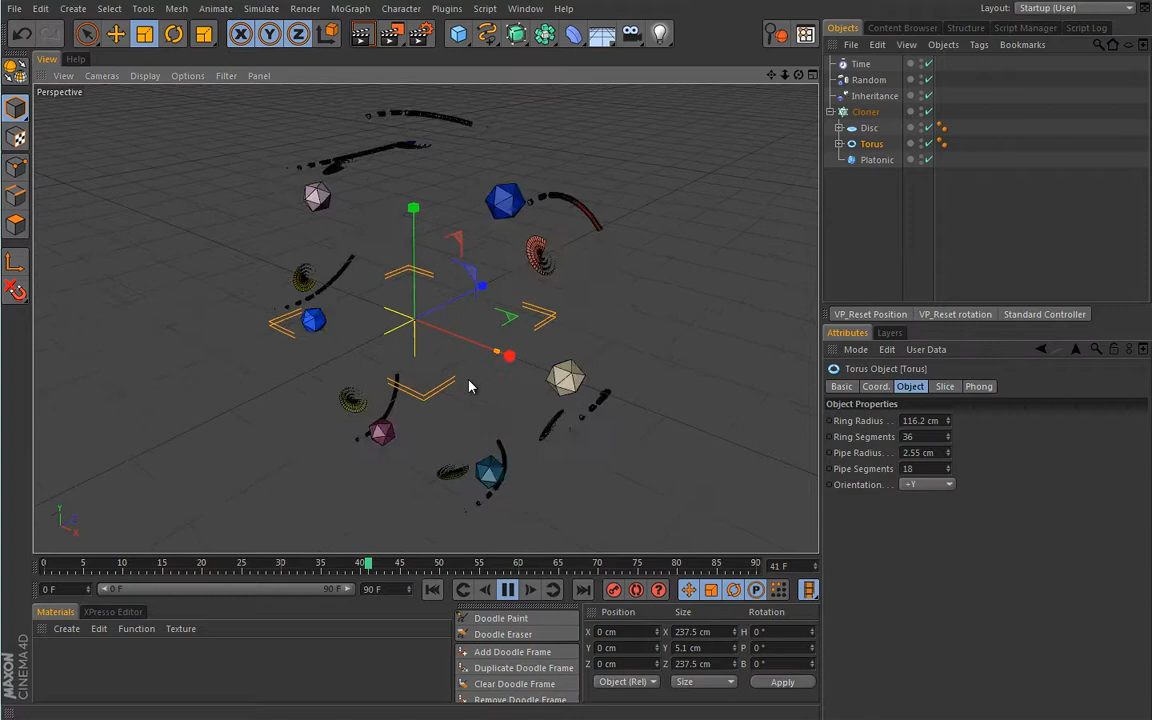 File Edit Create Select Tools Mesh Animate Simulate Render MoGraph Character Plugins Script Window Help Layout: Startup (User)
X Y Z
Objects Content Browser Structure Script Manager Script Log
File Edit View Objects Tags Bookmarks
View Help
View Cameras Display Options Filter Panel
Perspective
Time
Random
Inheritance
Cloner
Disc
Torus
Platonic
VP_Reset Position VP_Reset rotation Standard Controller
Attributes Layers
Mode Edit User Data
Torus Object [Torus]
Basic Coord. Object Slice Phong
Object Properties
Ring Radius . . 116.2 cm
Ring Segments 36
Pipe Radius. . 2.55 cm
Pipe Segments 18
Orientation. . . +Y
Y
Z
X
0 5 10 15 20 25 30 35 40 45 50 55 60 65 70 75 80 85 90 41 F
0 F 0 F 90 F 90 F
P
Materials XPresso Editor
Create Edit Function Texture
Doodle Paint
Doodle Eraser
Add Doodle Frame
Duplicate Doodle Frame
Clear Doodle Frame
Remove Doodle Frame
Position Size Rotation
X 0 cm X 237.5 cm H 0 °
Y 0 cm Y 5.1 cm P 0 °
Z 0 cm Z 237.5 cm B 0 °
Object (Rel) Size Apply
MAXON
CINEMA 4D